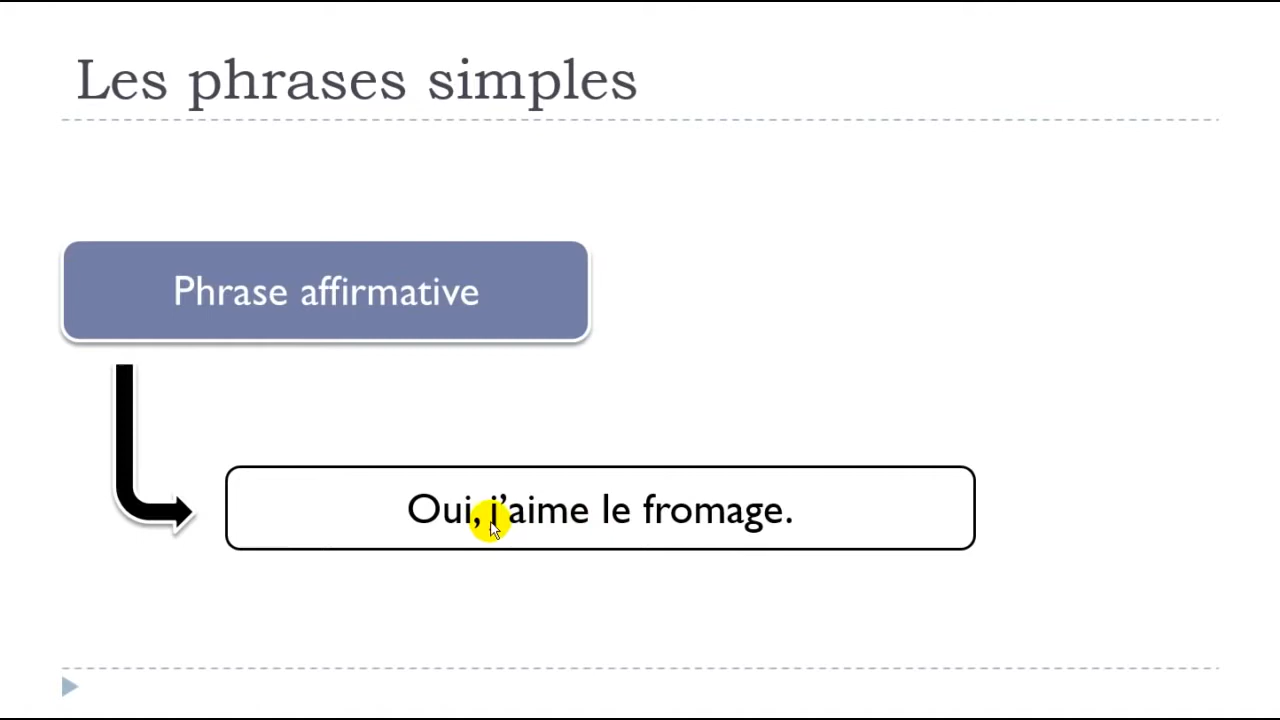 Les phrases simples
Phrase affirmative
Oui, j’aime le fromage.